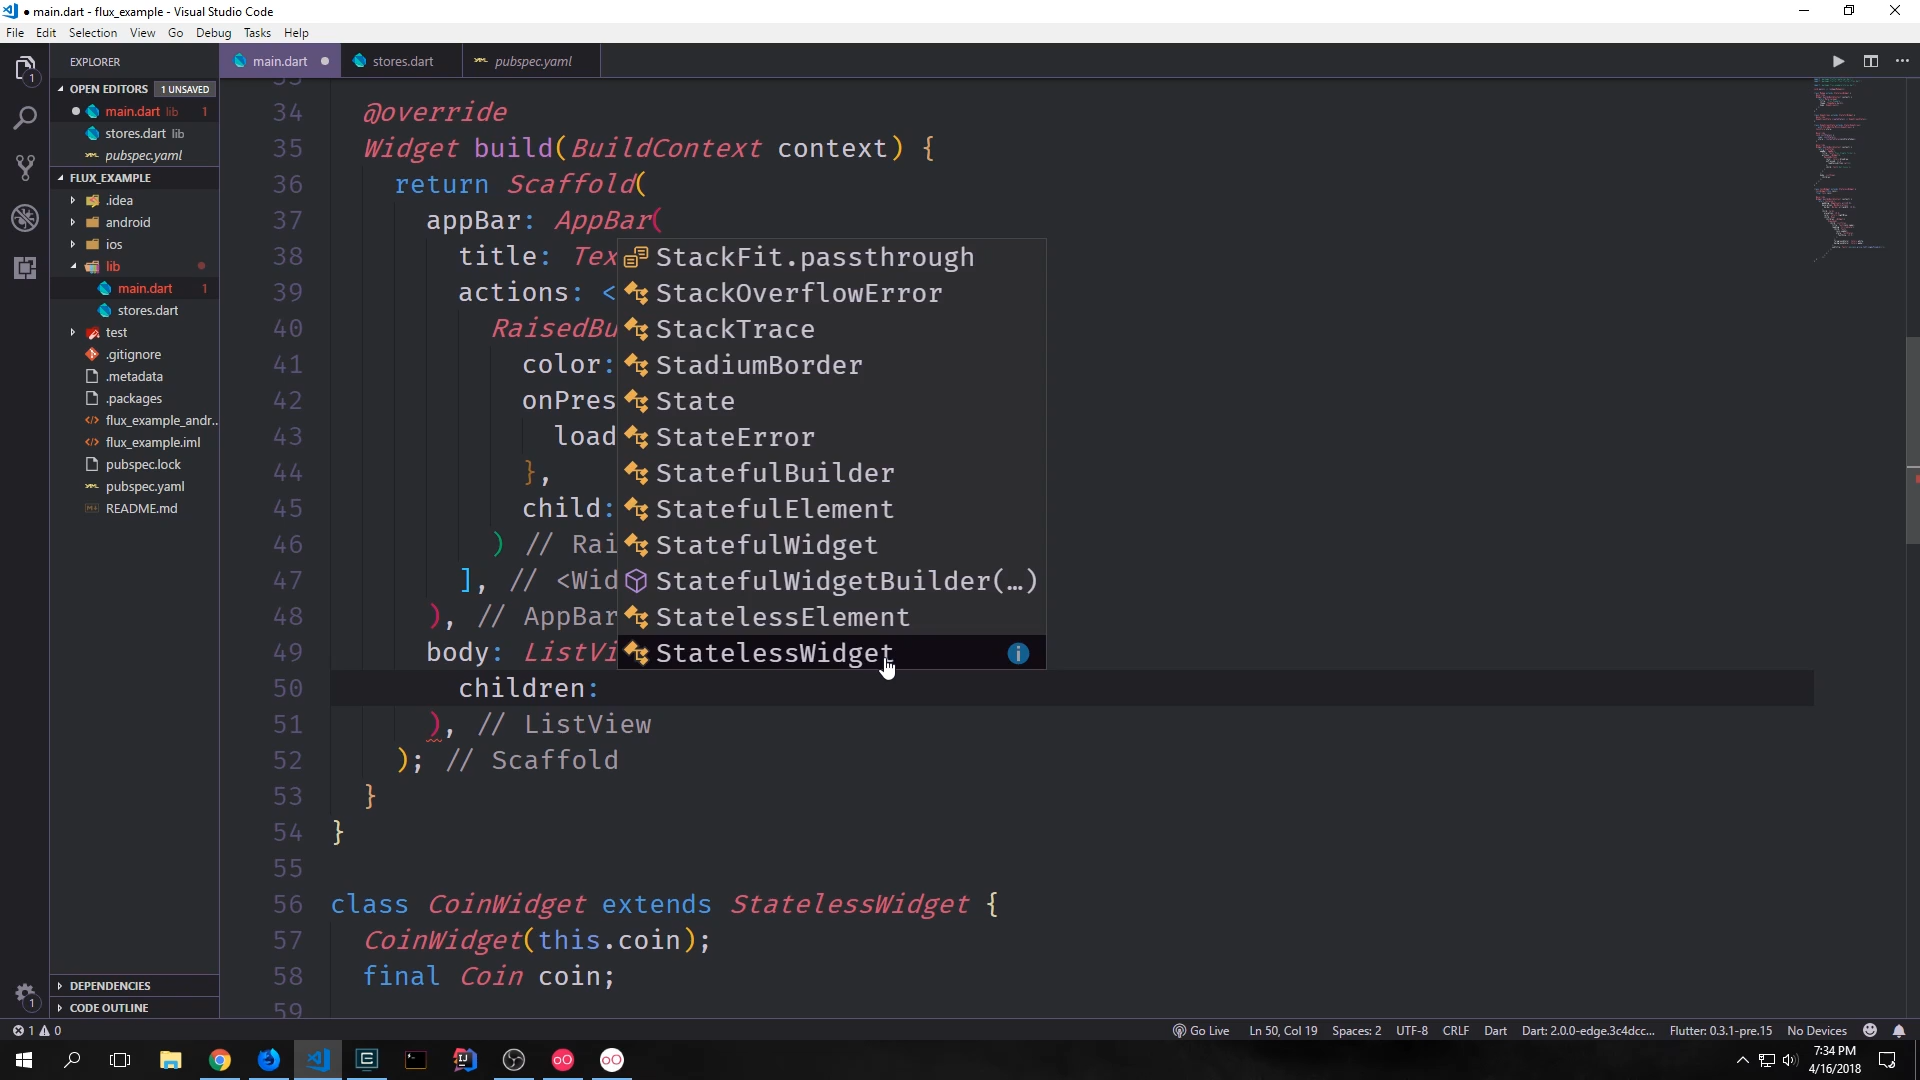 ● main.dart - flux_example - Visual Studio Code
File Edit Selection View Go Debug Tasks Help
EXPLORER
main.dart
stores.dart
pubspec.yaml
OPEN EDITORS 1 UNSAVED
main.dart lib 1
stores.dart lib
pubspec.yaml
FLUX_EXAMPLE
.idea
android
ios
lib
main.dart 1
stores.dart
test
.gitignore
.metadata
.packages
flux_example_andr...
flux_example.iml
pubspec.lock
pubspec.yaml
README.md
DEPENDENCIES
CODE OUTLINE
1
1
33
34 @override
35 Widget build(BuildContext context) {
36 return Scaffold(
37 appBar: AppBar(
38 title: Tex
39 actions: <
40 RaisedBu
41 color:
42 onPres
43 load
44 },
45 child:
46 ) // Rai
47 ], // <Wid
48 ), // AppBar
49 body: ListVi
50 children:
51 ), // ListView
52 ); // Scaffold
53 }
54 }
55
56 class CoinWidget extends StatelessWidget {
57 CoinWidget(this.coin);
58 final Coin coin;
59
StackFit.passthrough
StackOverflowError
StackTrace
StadiumBorder
State
StateError
StatefulBuilder
StatefulElement
StatefulWidget
StatefulWidgetBuilder(…)
StatelessElement
StatelessWidget
1 0 Go Live Ln 50, Col 19 Spaces: 2 UTF-8 CRLF Dart Dart: 2.0.0-edge.3c4dcc... Flutter: 0.3.1-pre.15 No Devices
7:34 PM
4/16/2018